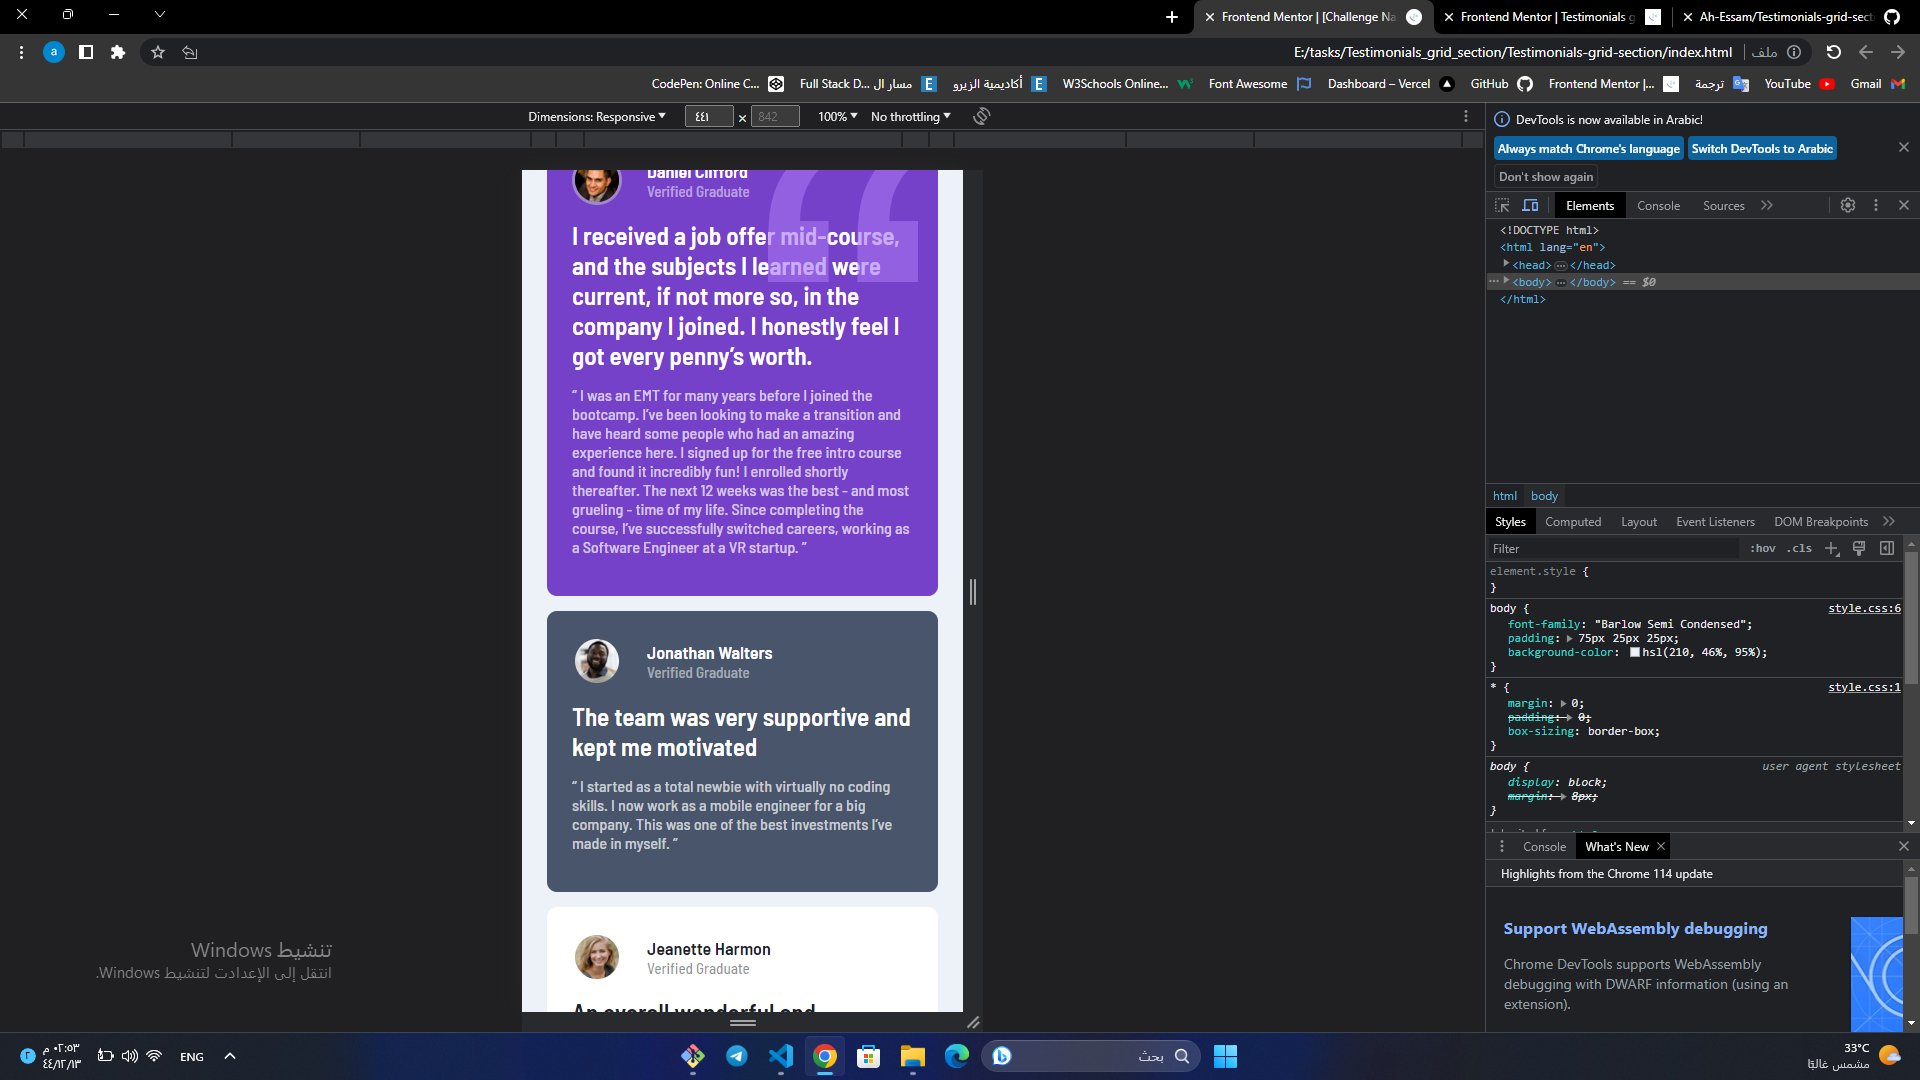 Frontend Mentor | [Challenge Na
Frontend Mentor | Testimonials g
Ah-Essam/Testimonials-grid-sect
a
E:/tasks/Testimonials_grid_section/Testimonials-grid-section/index.html
ملف
CodePen: Online C...
Full Stack D... مسار ال
أكاديمية الزيرو
W3Schools Online...
Font Awesome
Dashboard – Vercel
GitHub
Frontend Mentor |...
ترجمة
YouTube
Gmail
Dimensions: Responsive
٤٤١
×
842
100%
No throttling
DevTools is now available in Arabic!
Always match Chrome's language
Switch DevTools to Arabic
Don't show again
Elements
Console
Sources
<!DOCTYPE html>
<html lang="en">
<head> ... </head>
<body> ... </body> == $0
</html>
html
body
Styles
Computed
Layout
Event Listeners
DOM Breakpoints
Filter
:hov
.cls
element.style {
}
body {
style.css:6
font-family: "Barlow Semi Condensed";
padding: 75px 25px 25px;
background-color: hsl(210, 46%, 95%);
}
* {
style.css:1
margin: 0;
padding: 0;
box-sizing: border-box;
}
body {
user agent stylesheet
display: block;
margin: 8px;
}
Console
What's New
Highlights from the Chrome 114 update
Support WebAssembly debugging
Chrome DevTools supports WebAssembly
debugging with DWARF information (using an
extension).
Daniel Clifford
Verified Graduate
I received a job offer mid-course,
and the subjects I learned were
current, if not more so, in the
company I joined. I honestly feel I
got every penny’s worth.
“ I was an EMT for many years before I joined the
bootcamp. I’ve been looking to make a transition and
have heard some people who had an amazing
experience here. I signed up for the free intro course
and found it incredibly fun! I enrolled shortly
thereafter. The next 12 weeks was the best - and most
grueling - time of my life. Since completing the
course, I’ve successfully switched careers, working as
a Software Engineer at a VR startup. ”
Jonathan Walters
Verified Graduate
The team was very supportive and
kept me motivated
“ I started as a total newbie with virtually no coding
skills. I now work as a mobile engineer for a big
company. This was one of the best investments I’ve
made in myself. ”
Jeanette Harmon
Verified Graduate
An overall wonderful and
تنشيط Windows
انتقل إلى الإعدادت لتنشيط Windows.
٢
٠٢:٥٣ م
٤٤/١٢/١٣
ENG
بحث
33°C
مشمس غالبًا